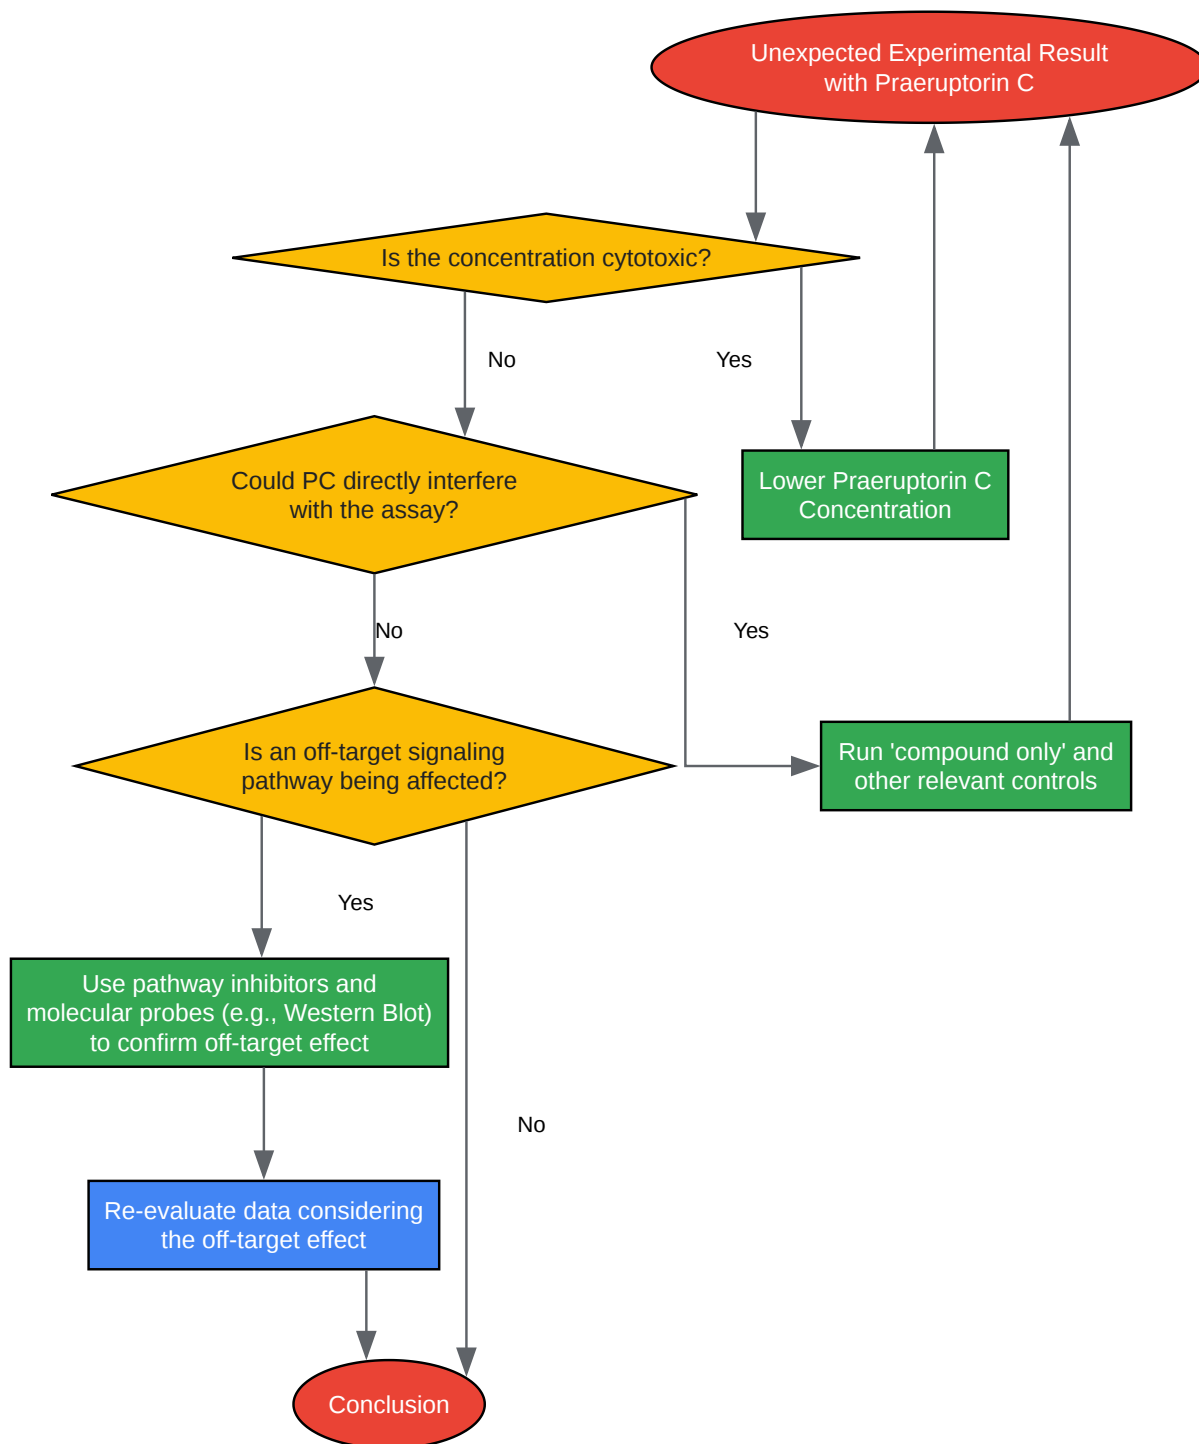 Unexpected Experimental Result
with Praeruptorin C
Is the concentration cytotoxic?
No
Yes
Could PC directly interfere
with the assay?
Lower Praeruptorin C
Concentration
No
Yes
Is an off-target signaling
pathway being affected?
Run 'compound only' and
other relevant controls
Yes
Use pathway inhibitors and
molecular probes (e.g., Western Blot)
to confirm off-target effect
No
Re-evaluate data considering
the off-target effect
Conclusion